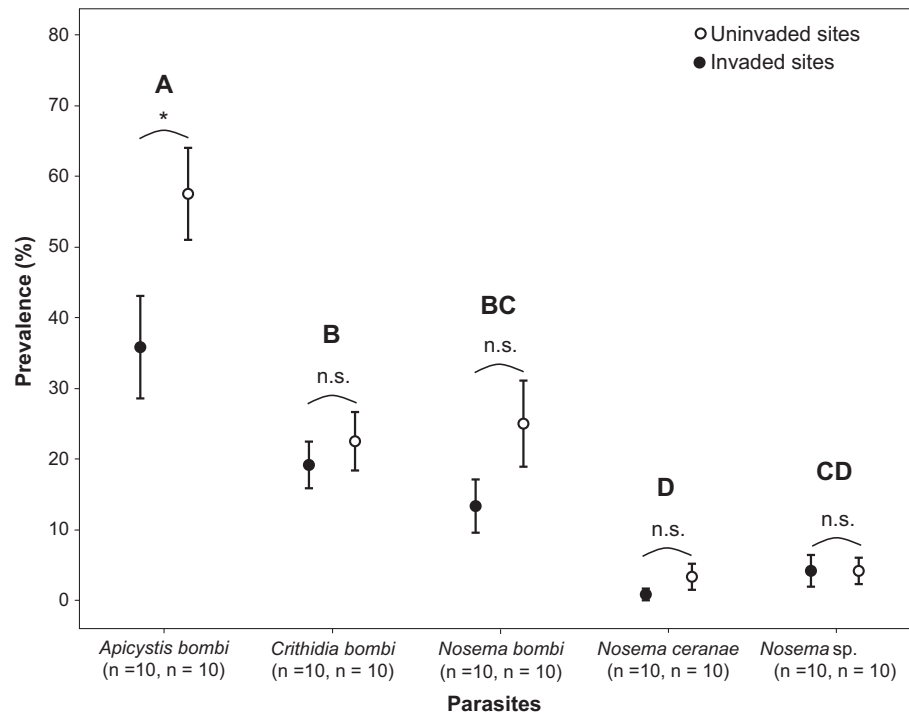 Uninvaded sites
Invaded sites
Prevalence (%)
80
70
60
50
40
30
20
10
0
A
*
B
n.s.
BC
n.s.
D
n.s.
CD
n.s.
Apicystis bombi
(n =10, n = 10)
Crithidia bombi
(n =10, n = 10)
Nosema bombi
(n =10, n = 10)
Nosema ceranae
(n =10, n = 10)
Nosema sp.
(n =10, n = 10)
Parasites